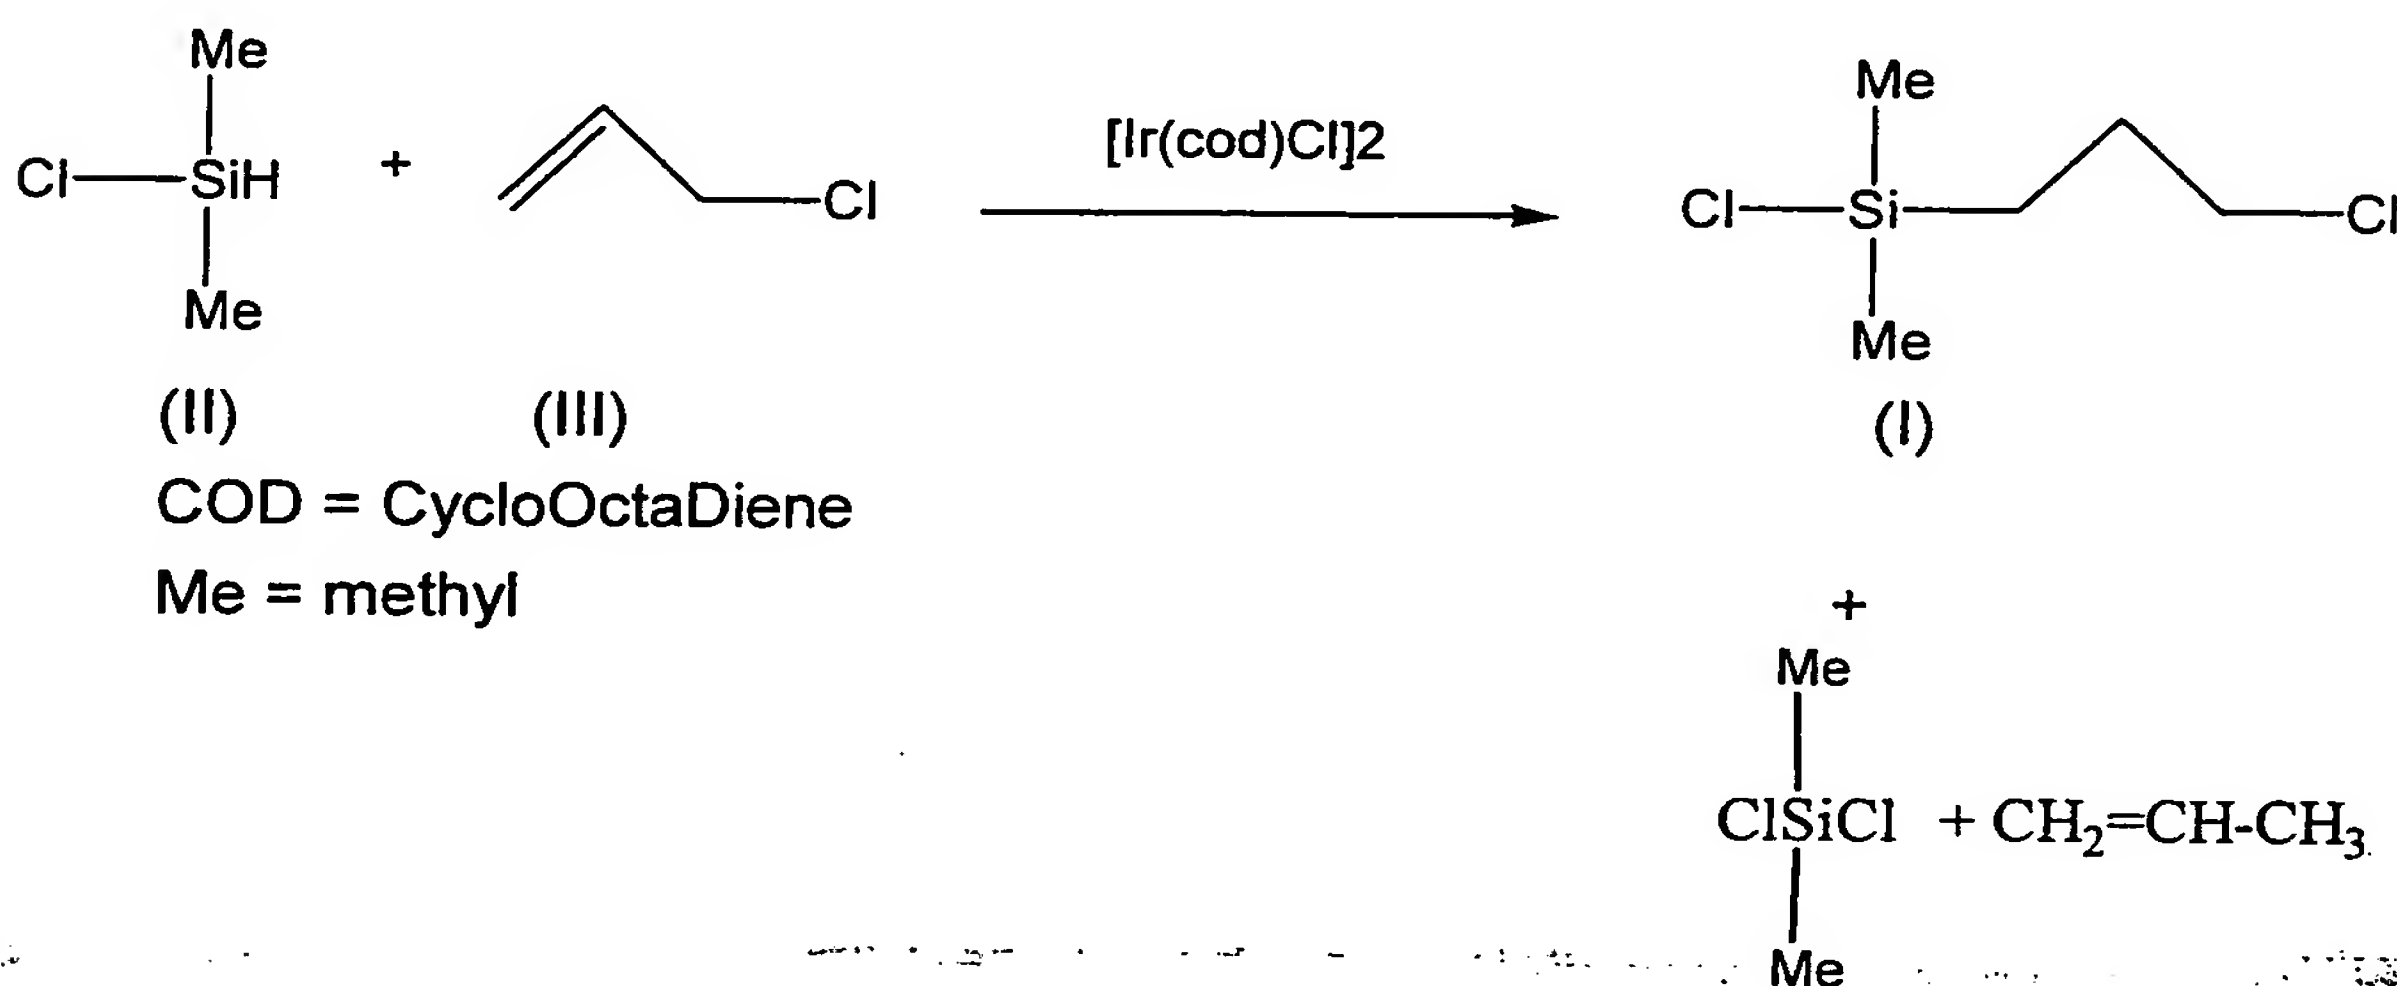 Me
Me
Cl SiH + Cl [Ir(cod)Cl]2 Cl Si Cl
Me
Me
(II) (III) (I)
COD = CycloOctaDiene
Me = methyl
+
Me
ClSiCl + CH₂=CH-CH₃
Me